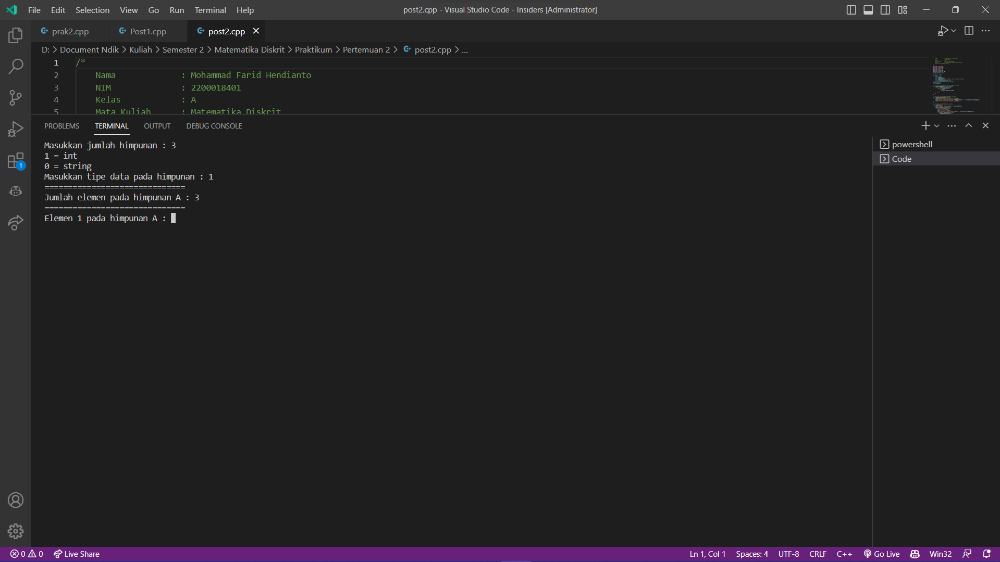 File Edit Selection View Go Run Terminal Help
post2.cpp - Visual Studio Code - Insiders [Administrator]
prak2.cpp Post1.cpp post2.cpp
D: > Document Ndik > Kuliah > Semester 2 > Matematika Diskrit > Praktikum > Pertemuan 2 > post2.cpp > ...
1 /*
2 Nama : Mohammad Farid Hendianto
3 NIM : 2200018401
4 Kelas : A
5 Mata Kuliah : Matematika Diskrit
PROBLEMS TERMINAL OUTPUT DEBUG CONSOLE
Masukkan jumlah himpunan : 3
1 = int
0 = string
Masukkan tipe data pada himpunan : 1
==============================
Jumlah elemen pada himpunan A : 3
==============================
Elemen 1 pada himpunan A :
powershell
Code
1
0 0 Live Share
Ln 1, Col 1 Spaces: 4 UTF-8 CRLF C++ Go Live Win32